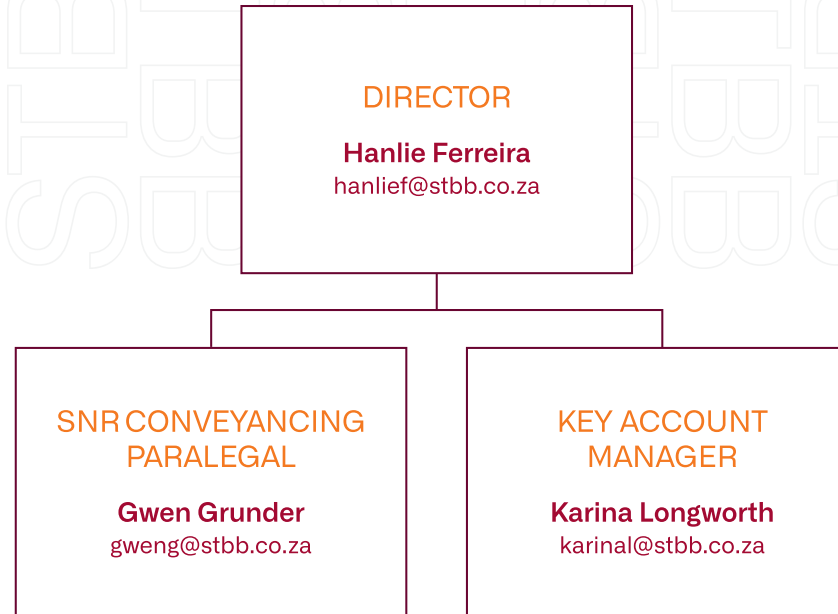 DIRECTOR
Hanlie Ferreira
hanlief@stbb.co.za
SNR CONVEYANCING
PARALEGAL
Gwen Grunder
gweng@stbb.co.za
KEY ACCOUNT
MANAGER
Karina Longworth
karinal@stbb.co.za